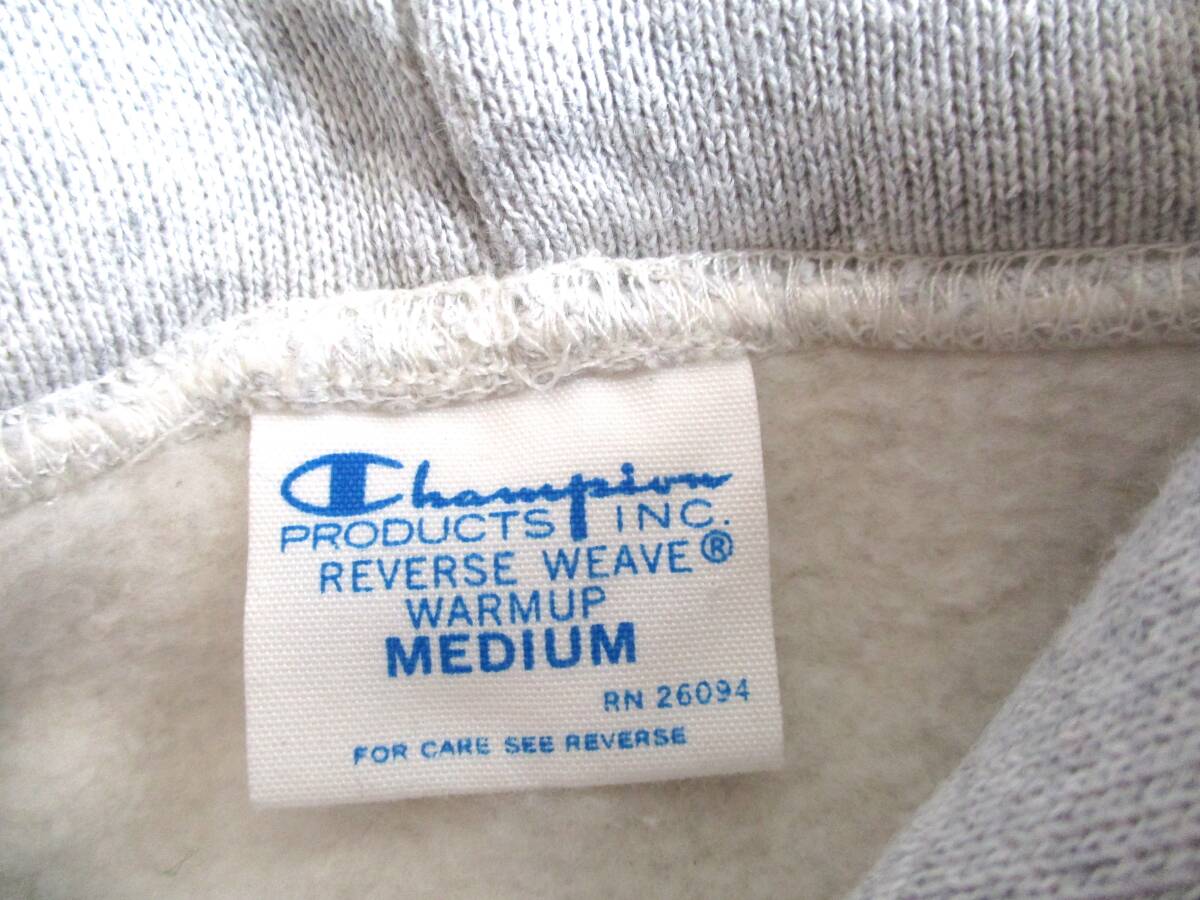 Champion
PRODUCTS INC.
REVERSE WEAVE®
WARMUP
MEDIUM
RN 26094
FOR CARE SEE REVERSE